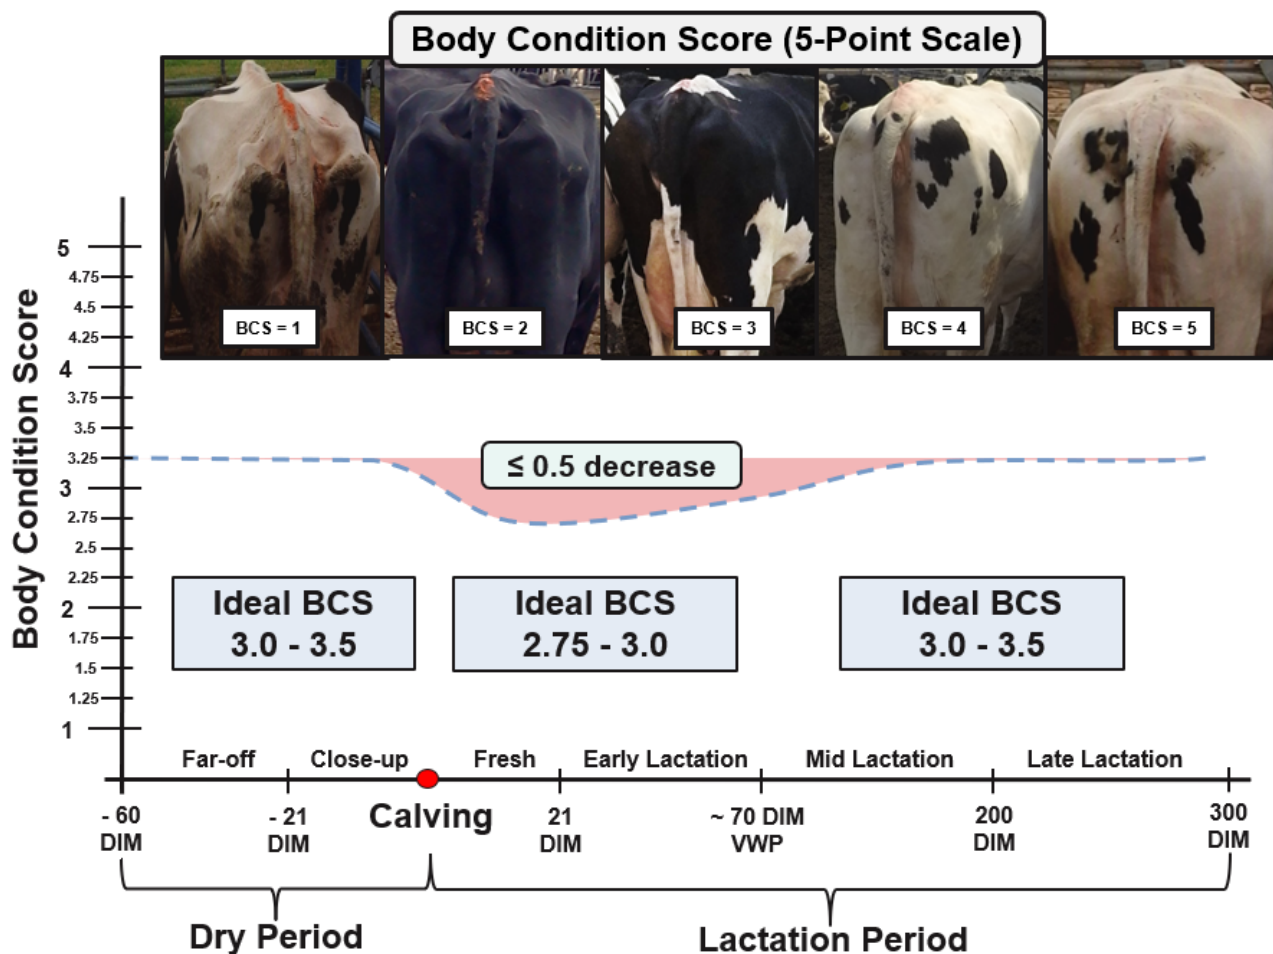 Body Condition Score (5-Point Scale)
BCS = 1
BCS = 2
BCS = 3
BCS = 4
BCS = 5
Body Condition Score
5
4.75
4.5
4.25
4
3.75
3.5
3.25
3
2.75
2.5
2.25
2
1.75
1.5
1.25
1
≤ 0.5 decrease
Ideal BCS
3.0 - 3.5
Ideal BCS
2.75 - 3.0
Ideal BCS
3.0 - 3.5
Far-off
Close-up
Fresh
Early Lactation
Mid Lactation
Late Lactation
- 60
DIM
- 21
DIM
Calving
21
DIM
~ 70 DIM
VWP
200
DIM
300
DIM
Dry Period
Lactation Period